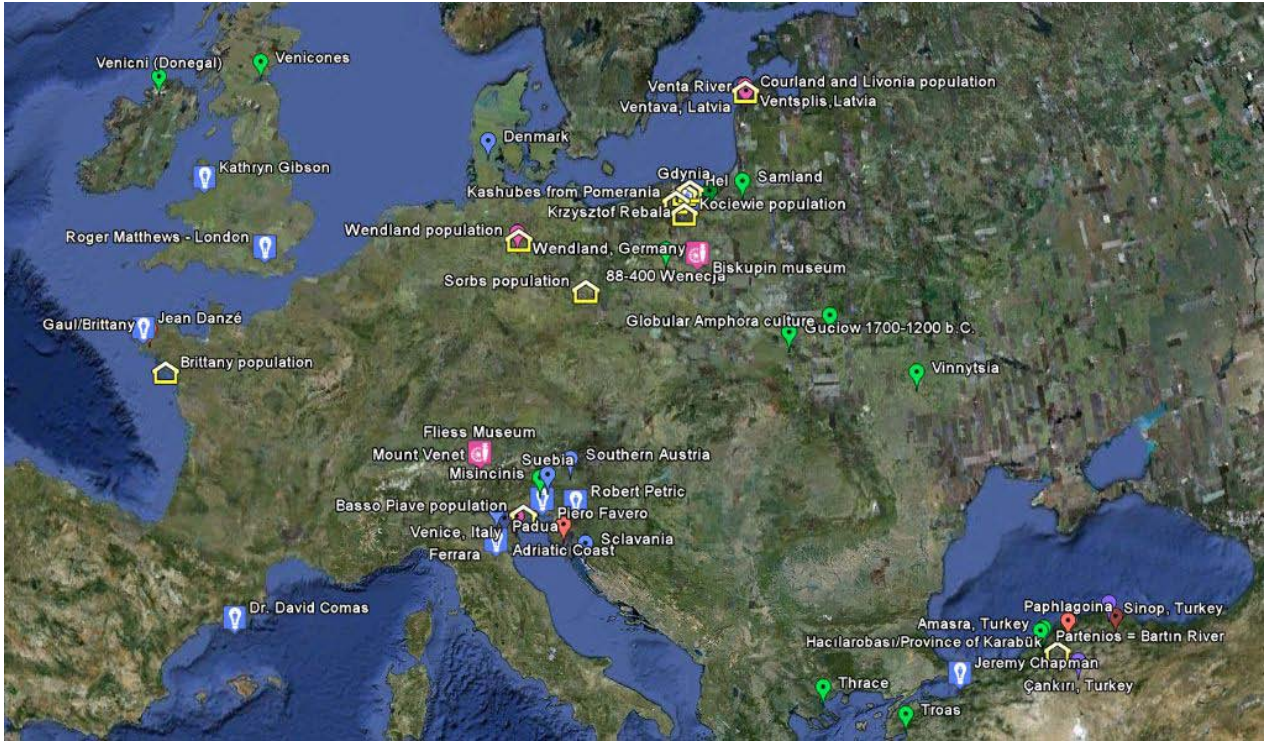 Venicni (Donegal)
Venicones
Venta River
Courland and Livonia population
Ventava, Latvia
Ventsplis,Latvia
Denmark
Kathryn Gibson
Gdynia
Hel
Samland
Kashubes from Pomerania
Kociewie population
Krzysztof Rebala
Roger Matthews - London
Wendland population
Wendland, Germany
Biskupin museum
88-400 Wenecja
Sorbs population
Gaul/Brittany
Jean Danzé
Globular Amphora culture
Guciow 1700-1200 b.C.
Brittany population
Vinnytsia
Fliess Museum
Mount Venet
Suebia
Southern Austria
Misincinis
Robert Petric
Basso Piave population
Piero Favero
Padua
Venice, Italy
Sclavania
Ferrara
Adriatic Coast
Dr. David Comas
Paphlagoina
Sinop, Turkey
Amasra, Turkey
Partenios = Bartın River
Hacılarobası/Province of Karabük
Jeremy Chapman
Çankırı, Turkey
Thrace
Troas